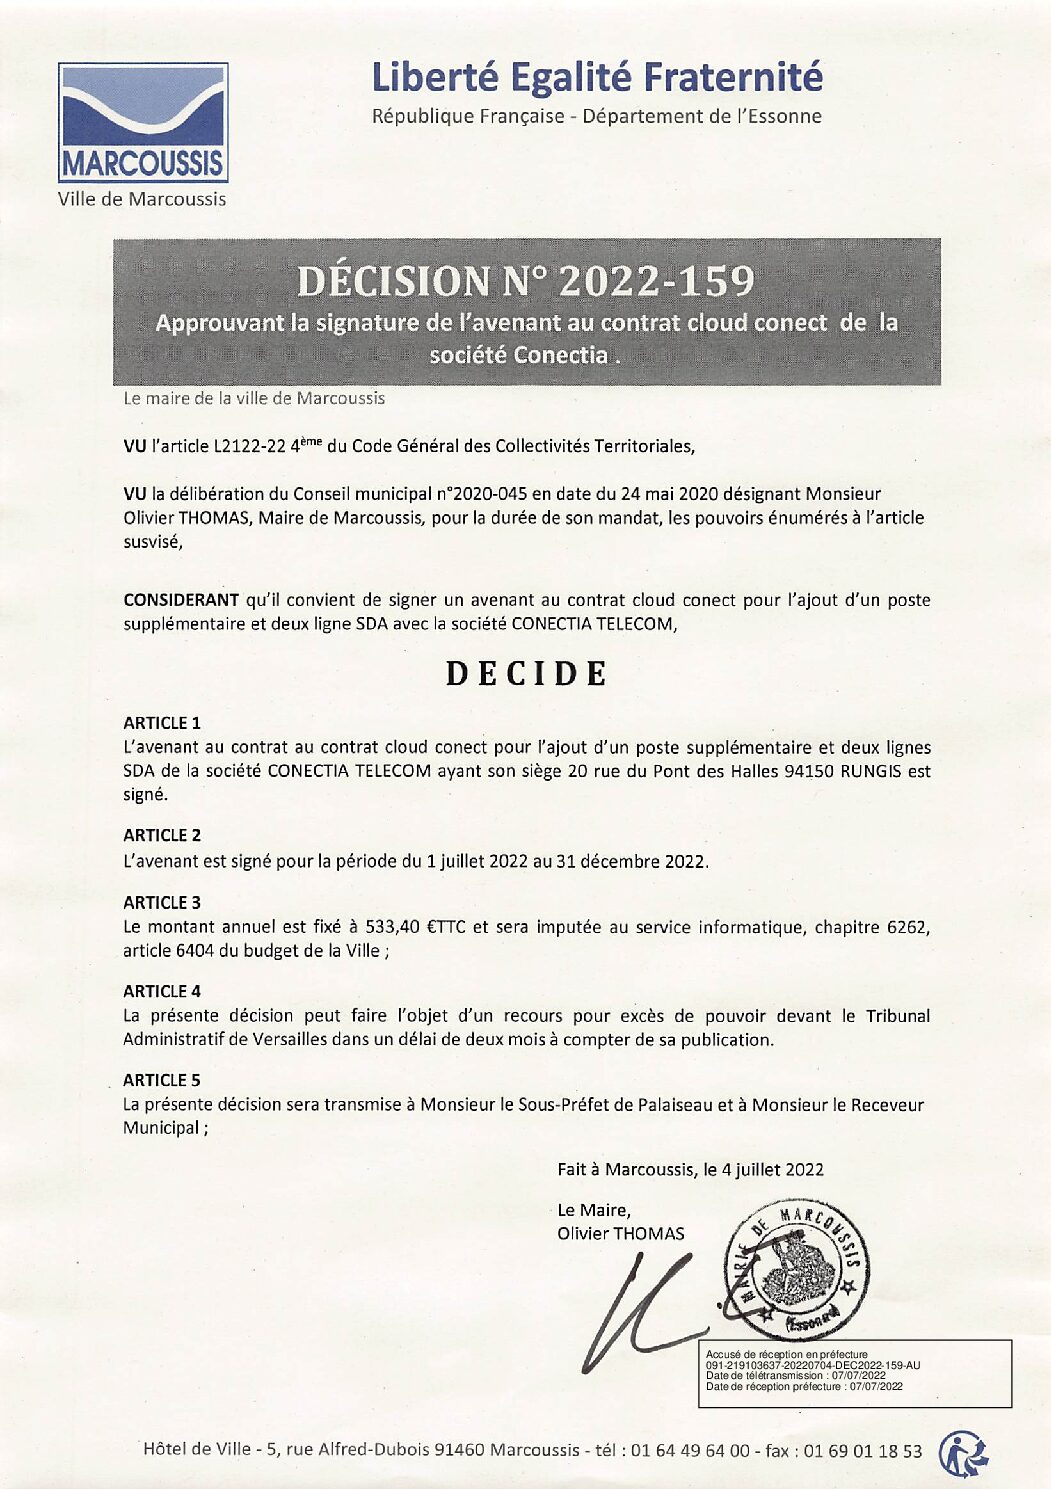 Liberté Egalité Fraternité
République Française - Département de l'Essonne
MARCOUSSIS
Ville de Marcoussis
DÉCISION N° 2022-159
Approuvant la signature de l'avenant au contrat cloud conect de la
société Conectia .
Le maire de la ville de Marcoussis
VU l'article L2122-22 4ème du Code Général des Collectivités Territoriales,
VU la délibération du Conseil municipal n°2020-045 en date du 24 mai 2020 désignant Monsieur
Olivier THOMAS, Maire de Marcoussis, pour la durée de son mandat, les pouvoirs énumérés à l'article
susvisé,
CONSIDERANT qu'il convient de signer un avenant au contrat cloud conect pour l'ajout d'un poste
supplémentaire et deux ligne SDA avec la société CONECTIA TELECOM,
DECIDE
ARTICLE 1
L'avenant au contrat au contrat cloud conect pour l'ajout d'un poste supplémentaire et deux lignes
SDA de la société CONECTIA TELECOM ayant son siège 20 rue du Pont des Halles 94150 RUNGIS est
signé.
ARTICLE 2
L'avenant est signé pour la période du 1 juillet 2022 au 31 décembre 2022.
ARTICLE 3
Le montant annuel est fixé à 533,40 €TTC et sera imputée au service informatique, chapitre 6262,
article 6404 du budget de la Ville ;
ARTICLE 4
La présente décision peut faire l'objet d'un recours pour excès de pouvoir devant le Tribunal
Administratif de Versailles dans un délai de deux mois à compter de sa publication.
ARTICLE 5
La présente décision sera transmise à Monsieur le Sous-Préfet de Palaiseau et à Monsieur le Receveur
Municipal ;
Fait à Marcoussis, le 4 juillet 2022
Le Maire,
Olivier THOMAS
MAIRIE DE MARCOUSSIS
(Essonne)
Accusé de réception en préfecture
091-219103637-20220704-DEC2022-159-AU
Date de télétransmission : 07/07/2022
Date de réception préfecture : 07/07/2022
Hôtel de Ville - 5, rue Alfred-Dubois 91460 Marcoussis - tél : 01 64 49 64 00 - fax : 01 69 01 18 53